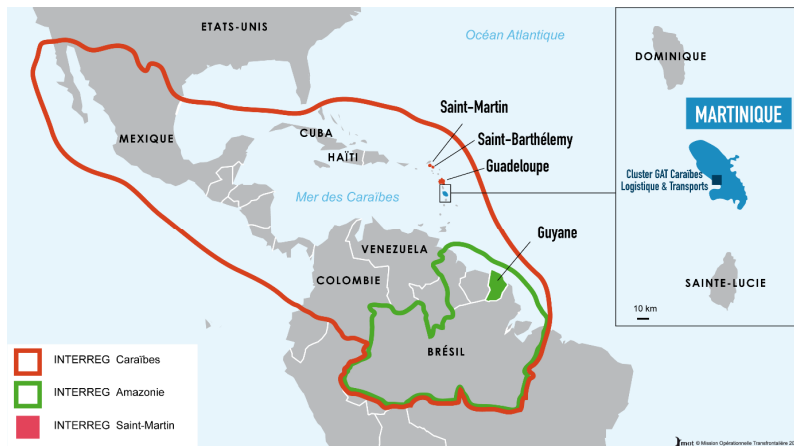 ETATS-UNIS
Océan Atlantique
MEXIQUE
CUBA
HAÏTI
Mer des Caraïbes
Saint-Martin
Saint-Barthélemy
Guadeloupe
VENEZUELA
COLOMBIE
Guyane
BRÉSIL
DOMINIQUE
MARTINIQUE
Cluster GAT Caraïbes
Logistique & Transports
SAINTE-LUCIE
10 km
INTERREG Caraïbes
INTERREG Amazonie
INTERREG Saint-Martin
mot © Mission Opérationnelle Transfrontalière